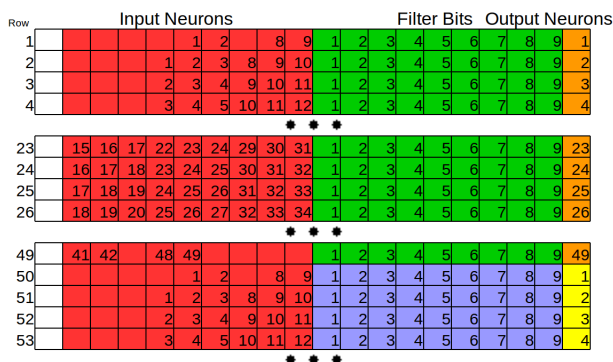 Row Input Neurons Filter Bits Output Neurons
1 1 2 8 9 1 2 3 4 5 6 7 8 9 1
2 1 2 3 8 9 10 1 2 3 4 5 6 7 8 9 2
3 2 3 4 9 10 11 1 2 3 4 5 6 7 8 9 3
4 3 4 5 10 11 12 1 2 3 4 5 6 7 8 9 4
23 15 16 17 22 23 24 29 30 31 1 2 3 4 5 6 7 8 9 23
24 16 17 18 23 24 25 30 31 32 1 2 3 4 5 6 7 8 9 24
25 17 18 19 24 25 26 31 32 33 1 2 3 4 5 6 7 8 9 25
26 18 19 20 25 26 27 32 33 34 1 2 3 4 5 6 7 8 9 26
49 41 42 48 49 1 2 3 4 5 6 7 8 9 49
50 1 2 8 9 1 2 3 4 5 6 7 8 9 1
51 1 2 3 8 9 10 1 2 3 4 5 6 7 8 9 2
52 2 3 4 9 10 11 1 2 3 4 5 6 7 8 9 3
53 3 4 5 10 11 12 1 2 3 4 5 6 7 8 9 4